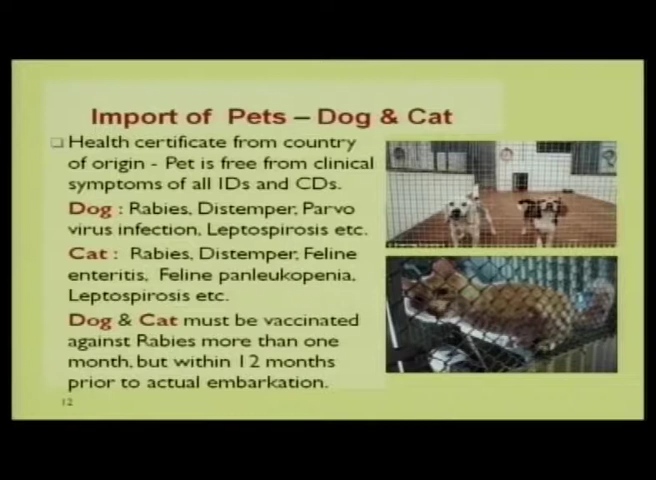 Import of Pets – Dog & Cat
Health certificate from country
of origin - Pet is free from clinical
symptoms of all IDs and CDs.
Dog : Rabies, Distemper, Parvo
virus infection, Leptospirosis etc.
Cat : Rabies, Distemper, Feline
enteritis, Feline panleukopenia,
Leptospirosis etc.
Dog & Cat must be vaccinated
against Rabies more than one
month, but within 12 months
prior to actual embarkation.
12